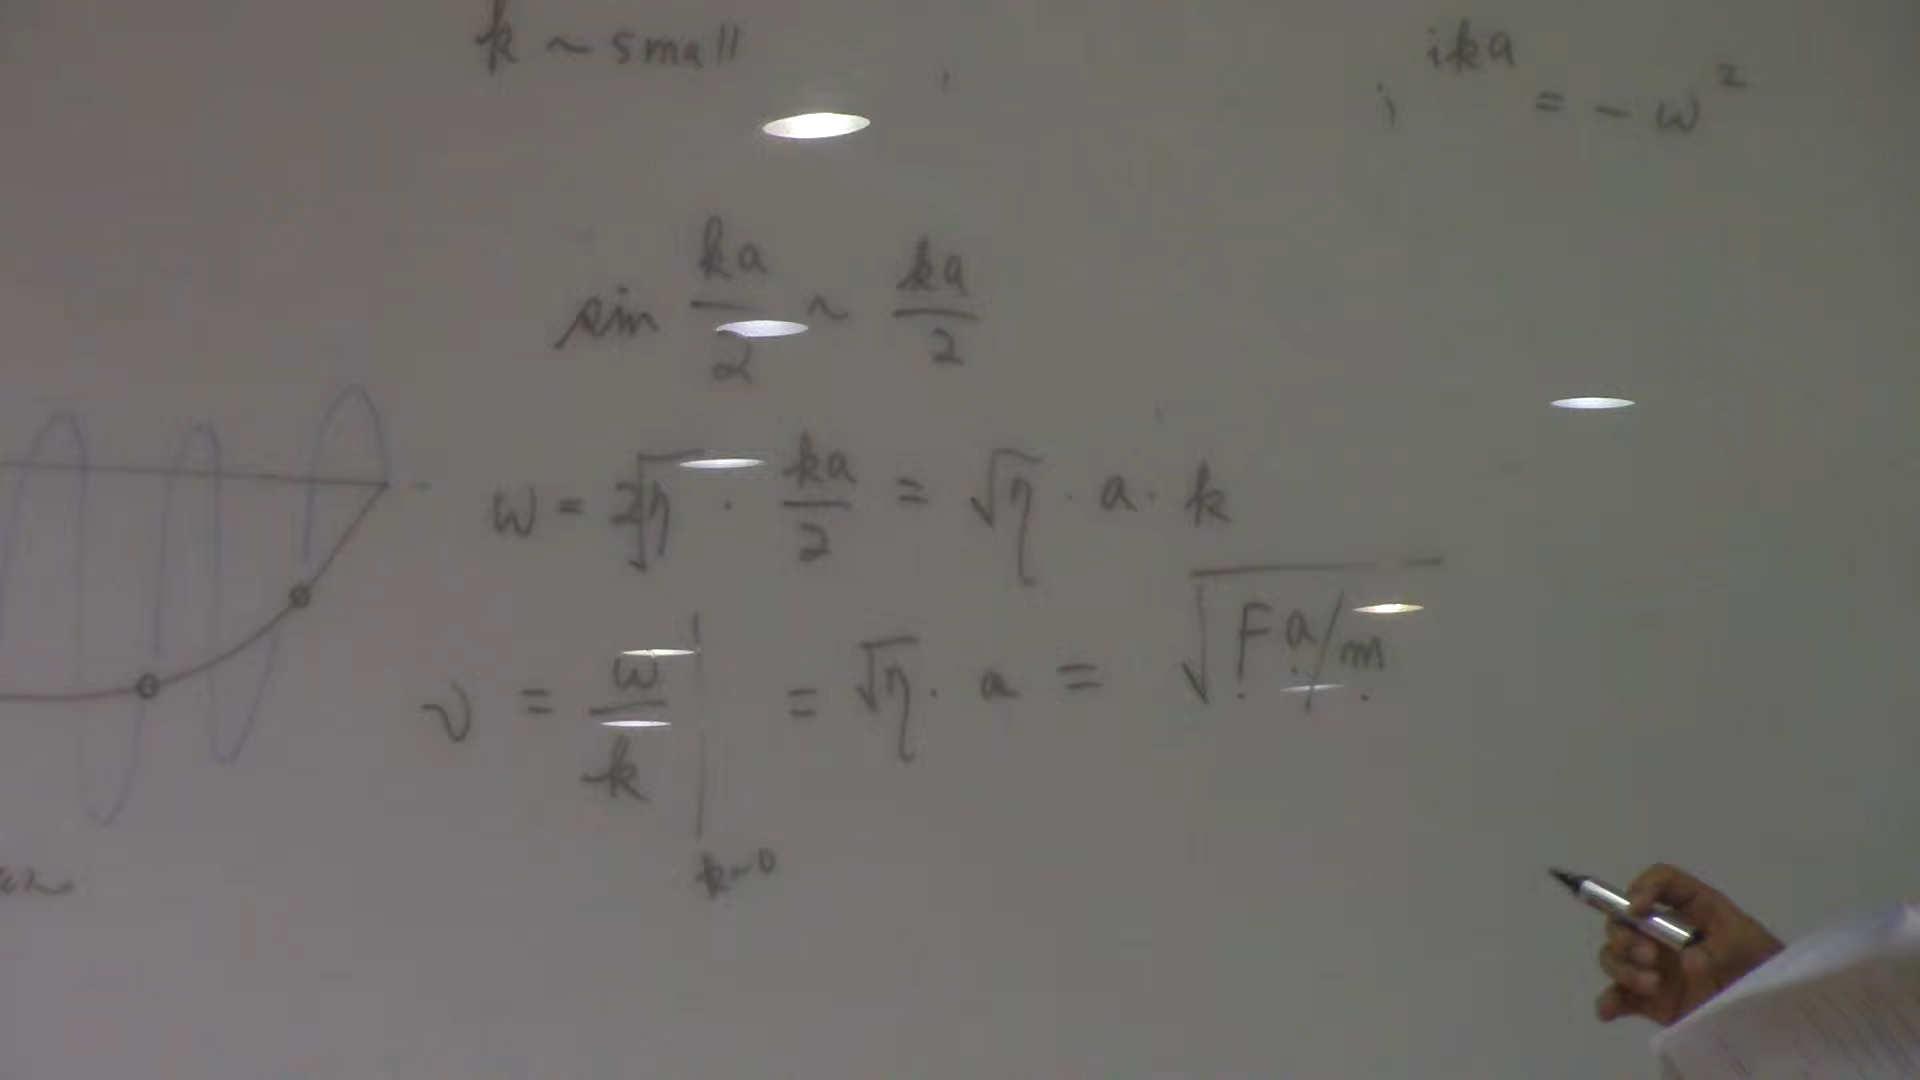 k ~ small
ika = - ω²
sin ka/2 ~ ka/2
ω = 2√η · ka/2 = √η · a · k
v = ω/k |k~0 = √η · a = √(Fa/m)